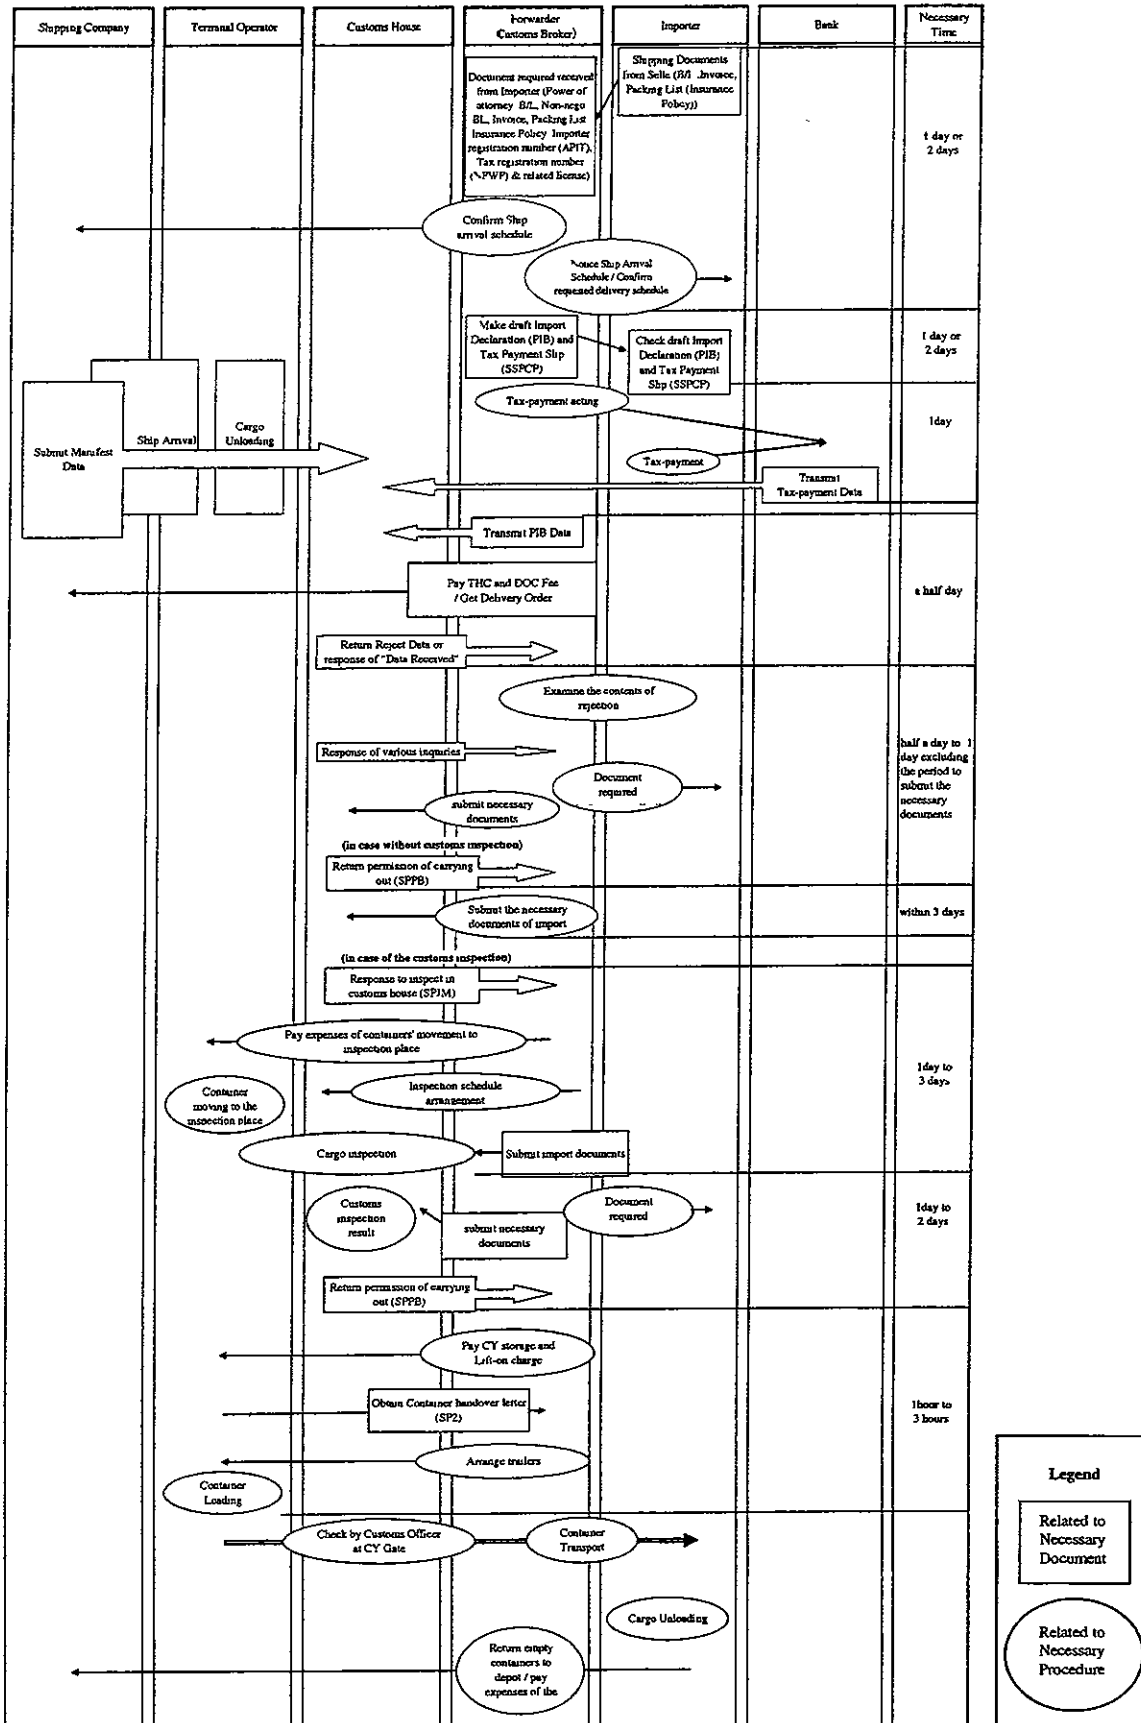 Shipping Company
Terminal Operator
Customs House
Forwarder
(Customs Broker)
Importer
Bank
Necessary
Time
Shipping Documents
from Selle (B/L ,Invoice,
Packing List (Insurance
Policy))
Document required received
from Importer (Power of
attorney B/L, Non-nego
BL, Invoice, Packing List
Insurance Policy Importer
registration number (APIT),
Tax registration number
(NPWP) & related license)
1 day or
2 days
Confirm Ship
arrival schedule
Notice Ship Arrival
Schedule / Confirm
requested delivery schedule
Make draft Import
Declaration (PIB) and
Tax Payment Slip
(SSPCP)
Check draft Import
Declaration (PIB)
and Tax Payment
Slip (SSPCP)
1 day or
2 days
Tax-payment acting
1day
Submit Manifest
Data
Ship Arrival
Cargo
Unloading
Tax-payment
Transmit
Tax-payment Data
Transmit PIB Data
Pay THC and DOC Fee
/ Get Delivery Order
a half day
Return Reject Data or
response of "Data Received"
Examine the contents of
rejection
Response of various inquiries
half a day to 1
day excluding
the period to
submit the
necessary
documents
Document
required
submit necessary
documents
(in case without customs inspection)
Return permission of carrying
out (SPPB)
Submit the necessary
documents of import
within 3 days
(in case of the customs inspection)
Response to inspect in
customs house (SPJM)
Pay expenses of containers' movement to
inspection place
1day to
3 days
Inspection schedule
arrangement
Container
moving to the
inspection place
Cargo inspection
Submit import documents
Customs
inspection
result
submit necessary
documents
Document
required
1day to
2 days
Return permission of carrying
out (SPPB)
Pay CY storage and
Lift-on charge
Obtain Container handover letter
(SP2)
1hour to
3 hours
Arrange trailers
Container
Loading
Check by Customs Officer
at CY Gate
Container
Transport
Cargo Unloading
Return empty
containers to
depot / pay
expenses of the
Legend
Related to
Necessary
Document
Related to
Necessary
Procedure